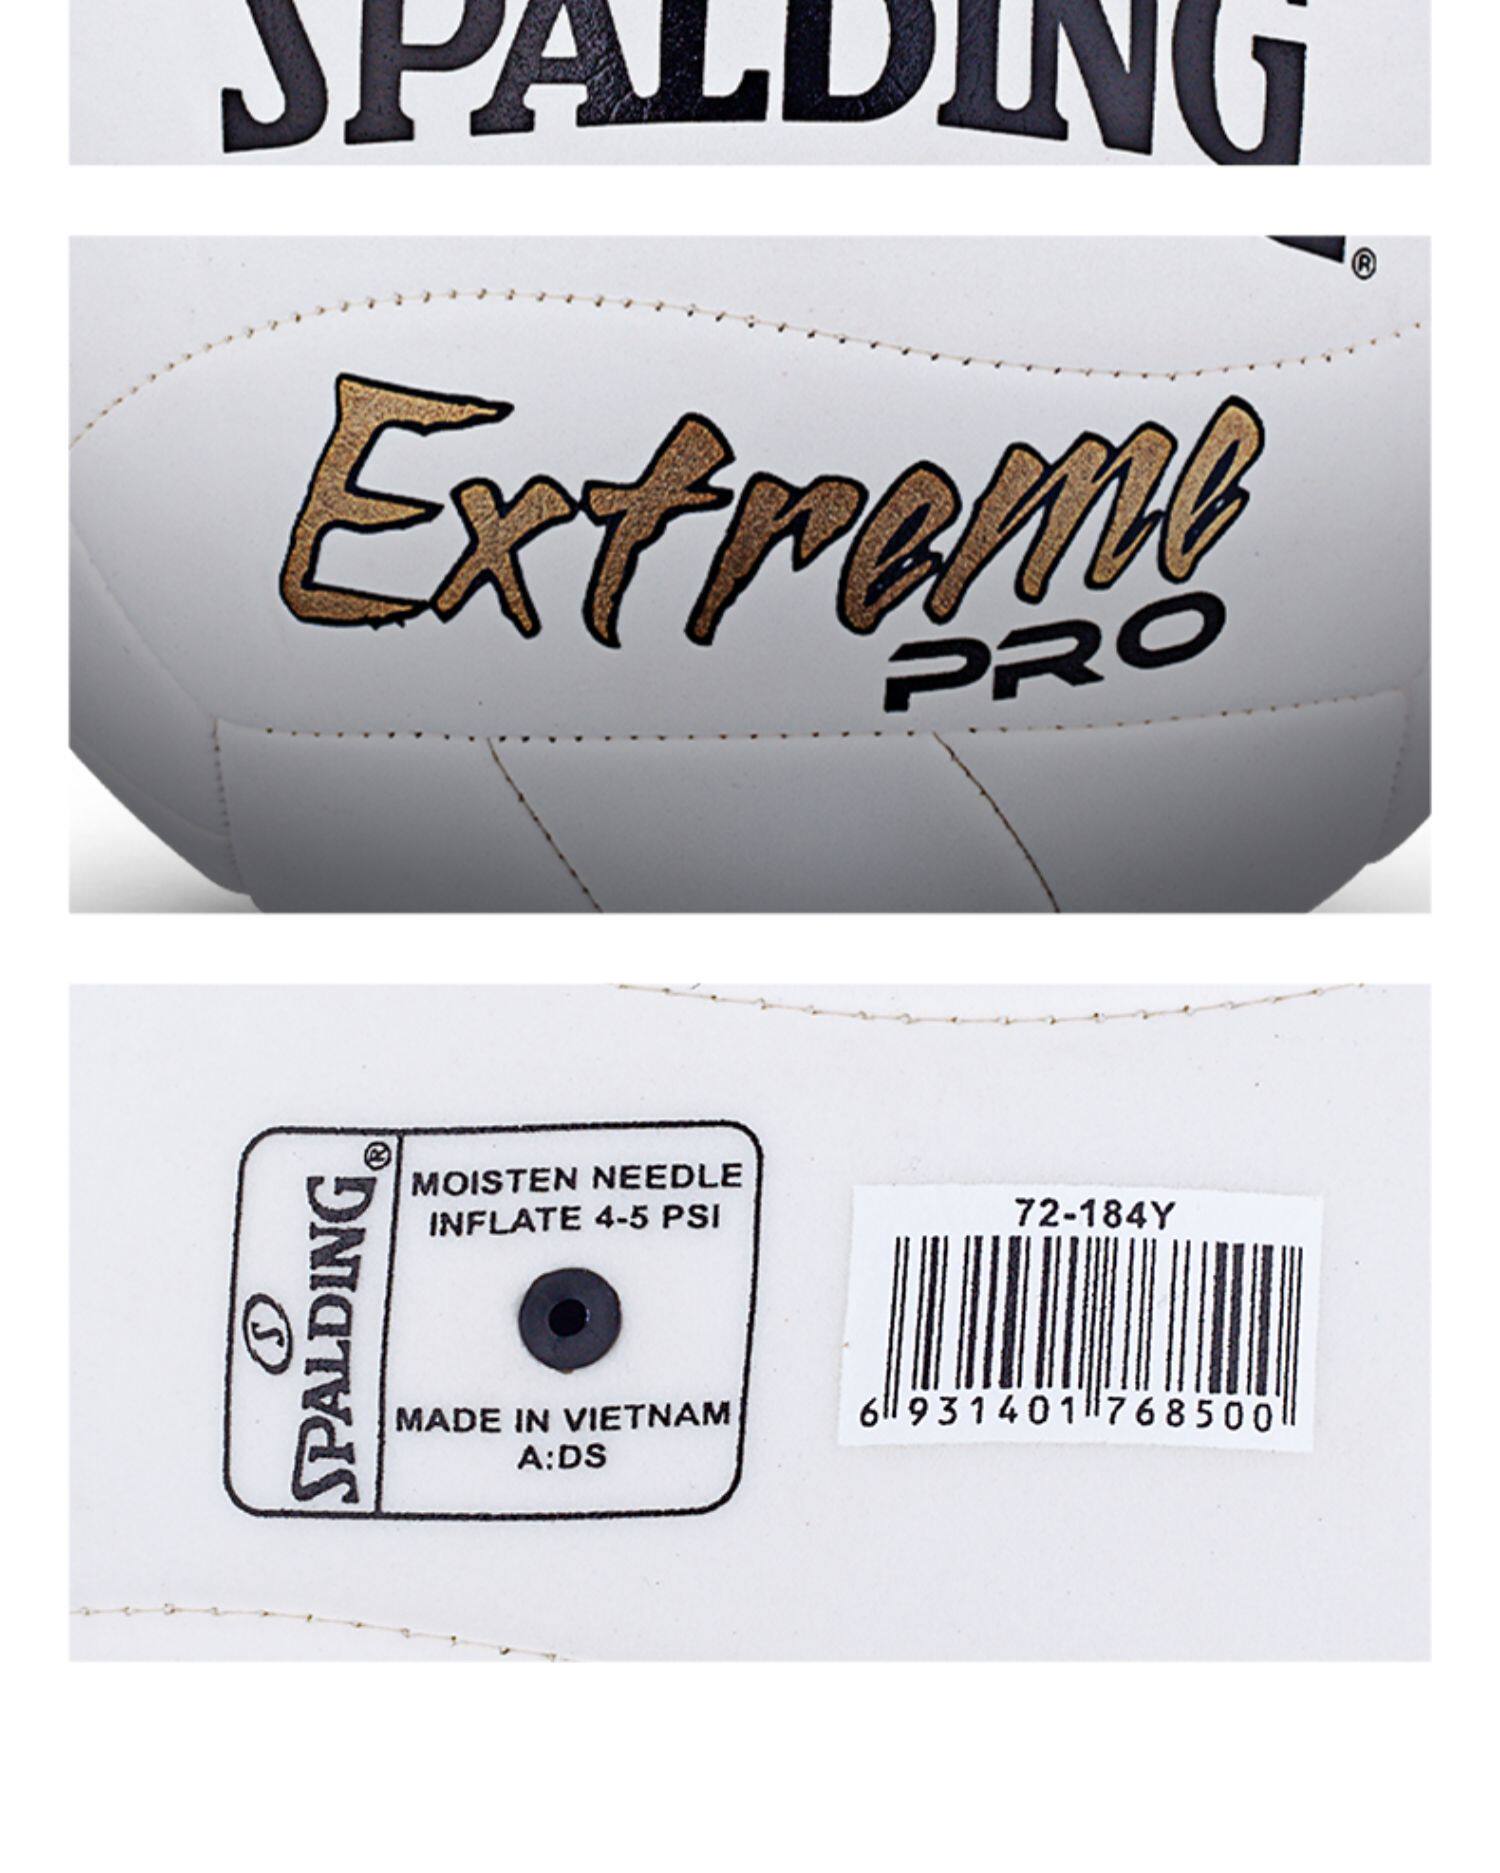 SPALDING
®
Extreme
PRO
SPALDING®
MOISTEN NEEDLE
INFLATE 4-5 PSI
MADE IN VIETNAM
A:DS
72-184Y
6 931401 768500